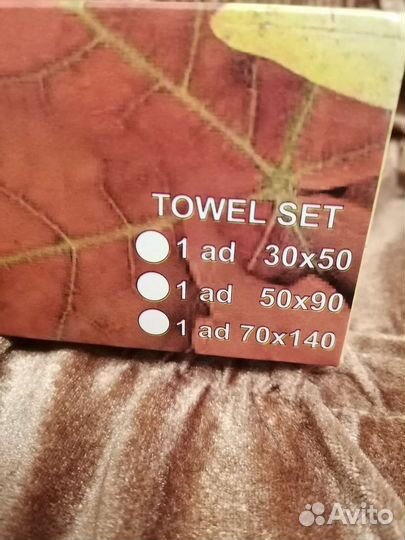 TOWEL SET
1 ad 30x50
1 ad 50x90
1 ad 70x140
Avito